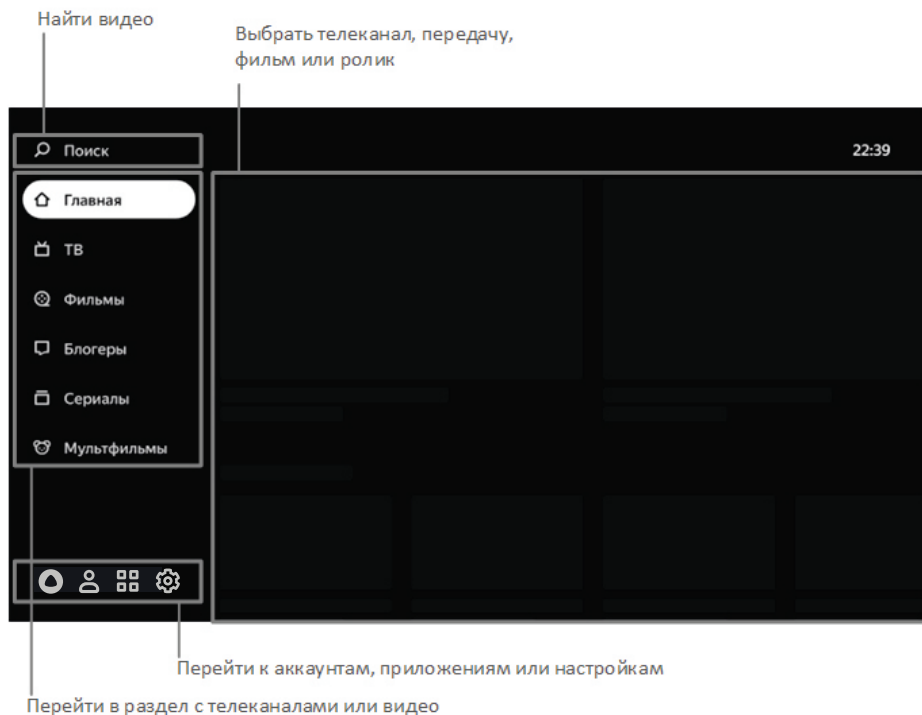 Найти видео
Выбрать телеканал, передачу,
фильм или ролик
Поиск
22:39
Главная
ТВ
Фильмы
Блогеры
Сериалы
Мультфильмы
Перейти к аккаунтам, приложениям или настройкам
Перейти в раздел с телеканалами или видео